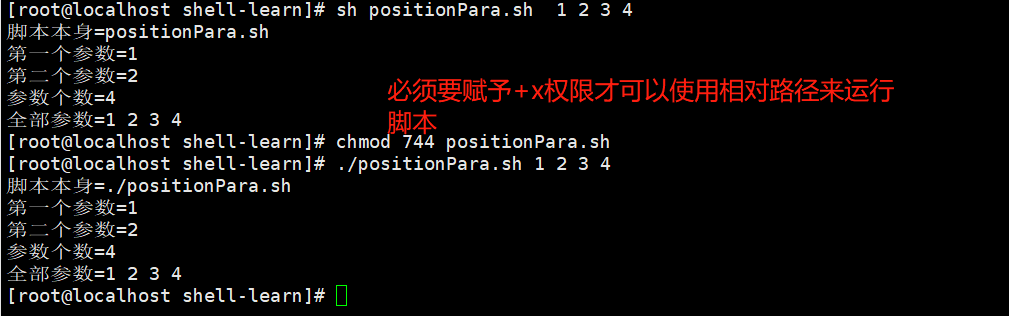 [root@localhost shell-learn]# sh positionPara.sh  1 2 3 4
脚本本身=positionPara.sh
第一个参数=1
第二个参数=2
参数个数=4
全部参数=1 2 3 4
必须要赋予+x权限才可以使用相对路径来运行
脚本
[root@localhost shell-learn]# chmod 744 positionPara.sh
[root@localhost shell-learn]# ./positionPara.sh 1 2 3 4
脚本本身=./positionPara.sh
第一个参数=1
第二个参数=2
参数个数=4
全部参数=1 2 3 4
[root@localhost shell-learn]#